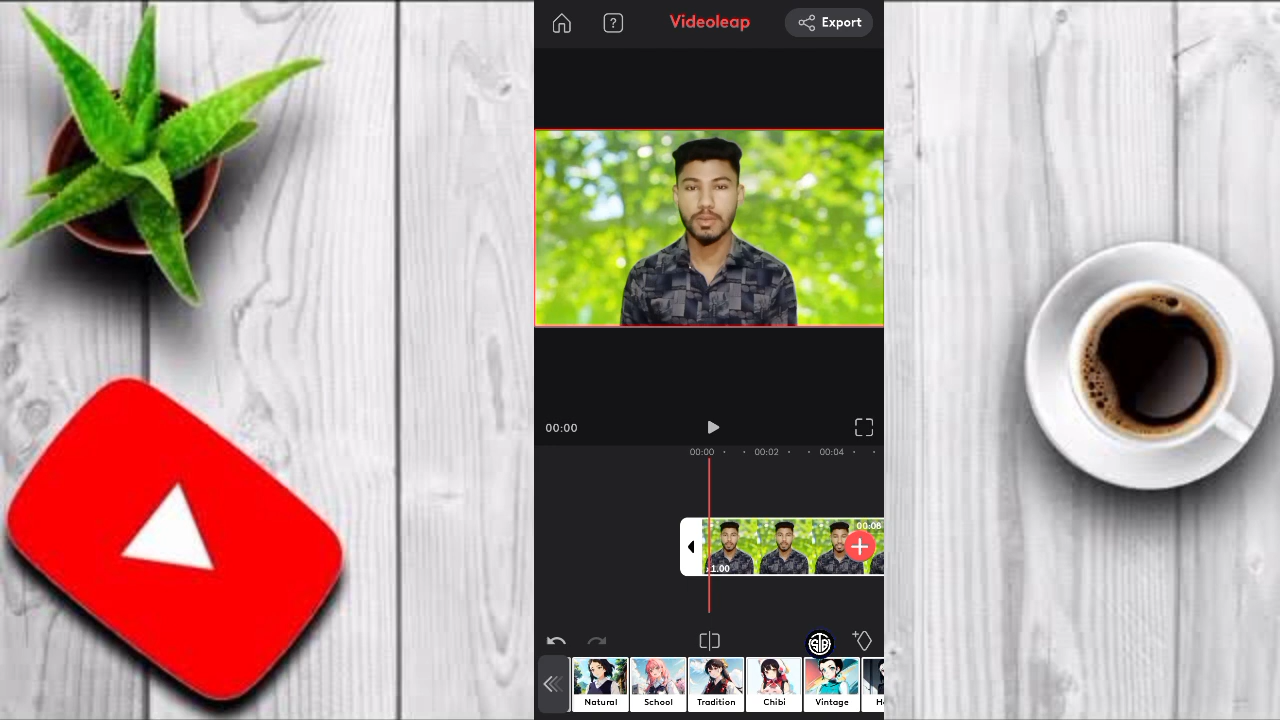 ?
Videoleap
Export
00:00
00:00
00:02
00:04
00:06
1.00
Natural
School
Tradition
Chibi
Vintage